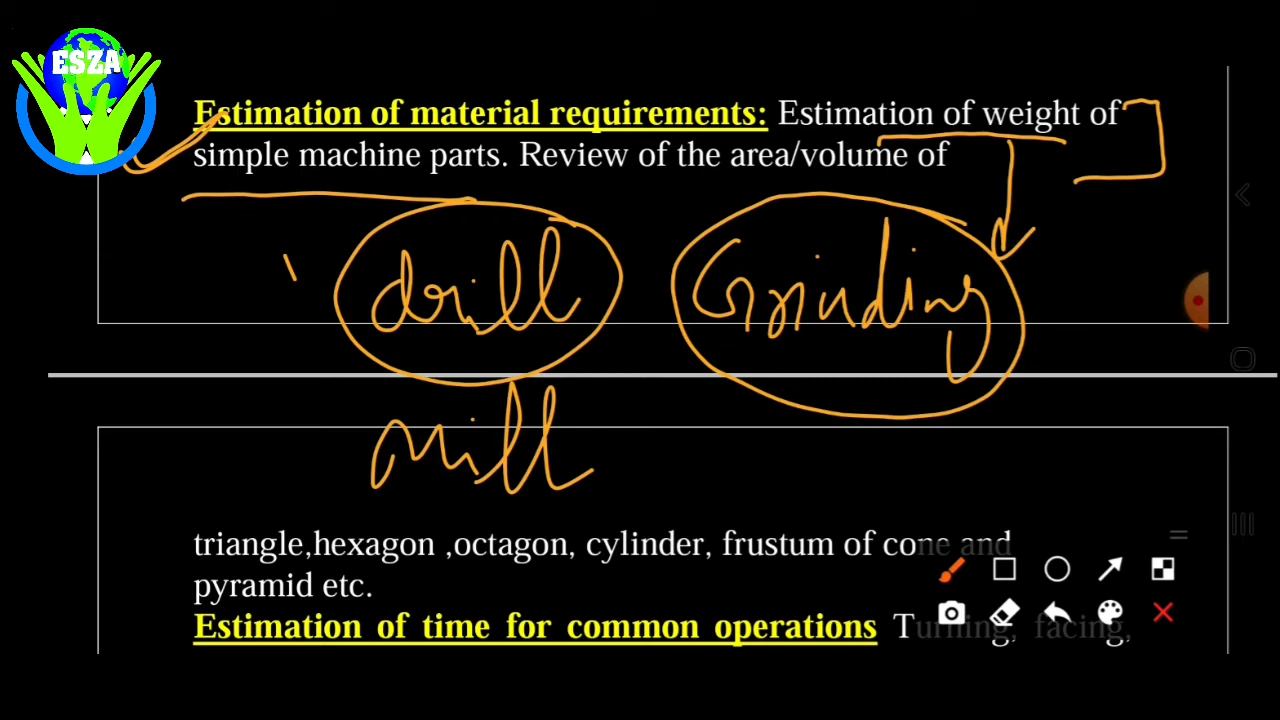 ESZA
Estimation of material requirements: Estimation of weight of
simple machine parts. Review of the area/volume of
drill Grinding
mill
triangle,hexagon ,octagon, cylinder, frustum of cone and
pyramid etc.
Estimation of time for common operations Turning, facing,